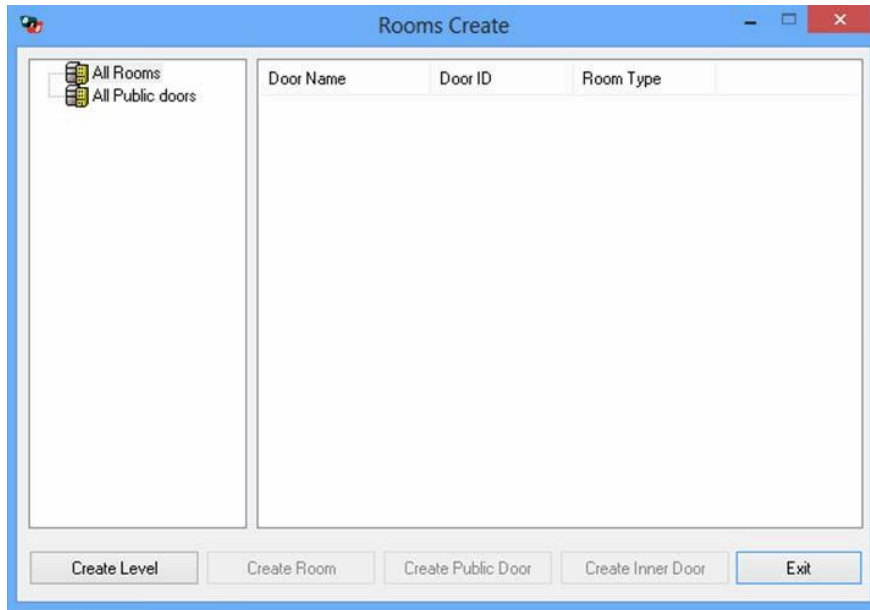 Rooms Create
All Rooms
All Public doors
Door Name Door ID Room Type
Create Level Create Room Create Public Door Create Inner Door Exit